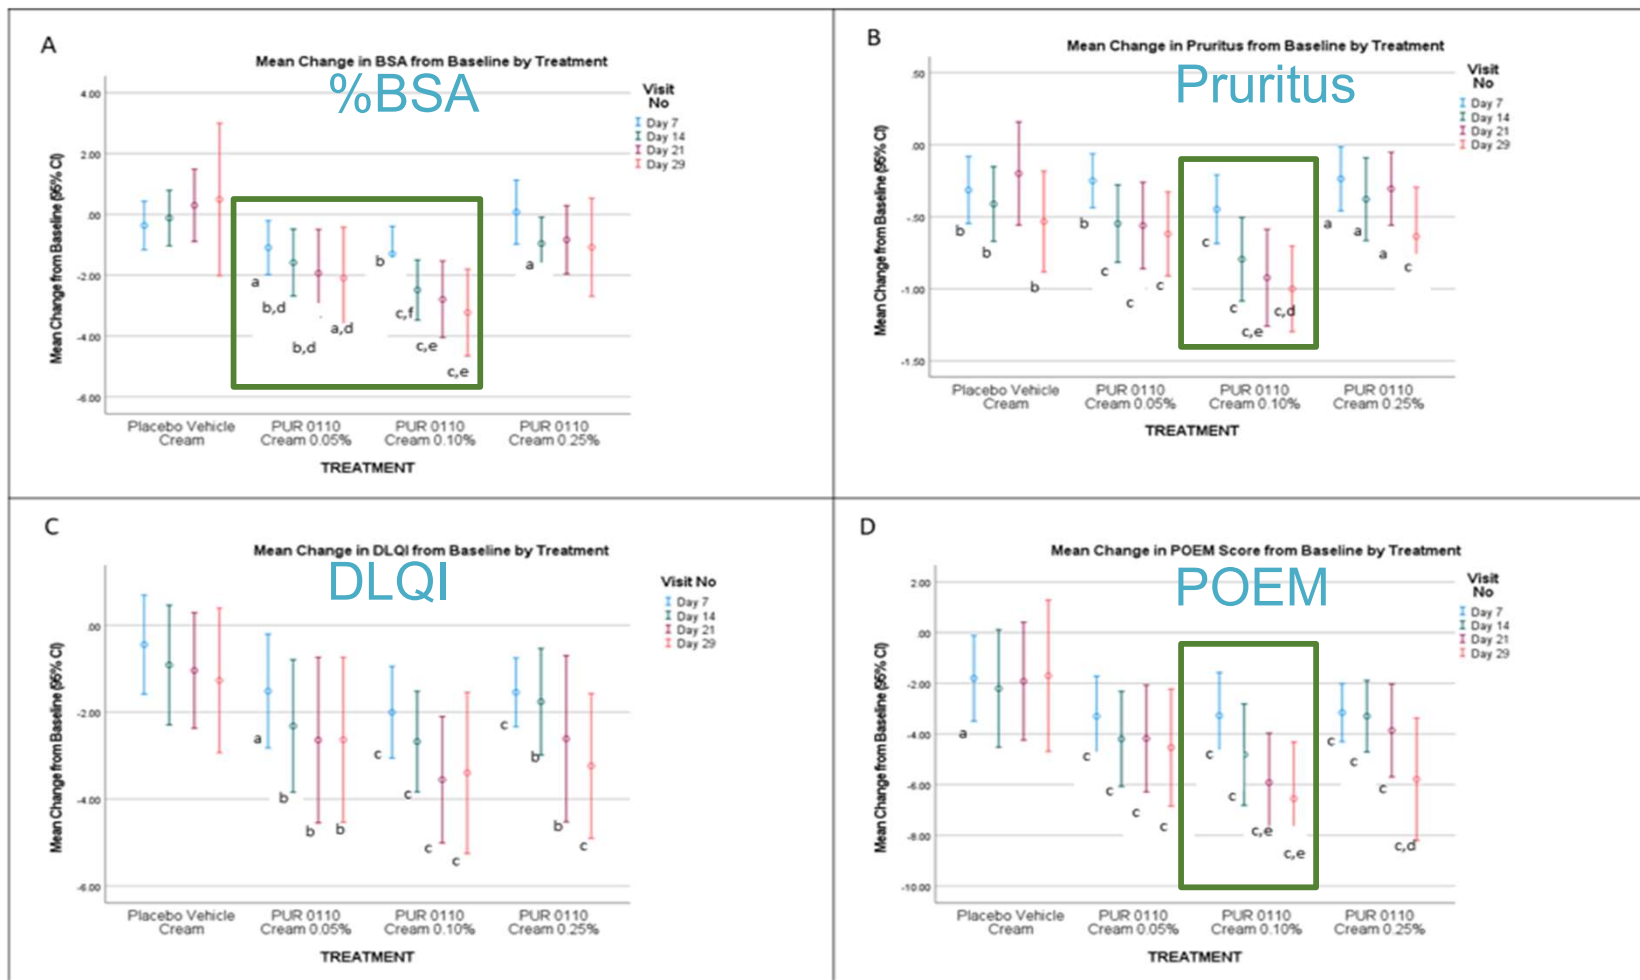 A
Mean Change in BSA from Baseline by Treatment
%BSA
Visit
No
Day 7
Day 14
Day 21
Day 29
Mean Change from Baseline (95% CI)
4.00
2.00
.00
-2.00
-4.00
-6.00
a
b,d
b,d
a,d
b
c,f
c,e
c,e
a
Placebo Vehicle
Cream
PUR 0110
Cream 0.05%
PUR 0110
Cream 0.10%
PUR 0110
Cream 0.25%
TREATMENT
B
Mean Change in Pruritus from Baseline by Treatment
Pruritus
Visit
No
Day 7
Day 14
Day 21
Day 29
Mean Change from Baseline (95% CI)
.50
.00
-.50
-1.00
-1.50
b
b
b
b
c
c
c
c
c
c,e
c,d
a
a
a
c
Placebo Vehicle
Cream
PUR 0110
Cream 0.05%
PUR 0110
Cream 0.10%
PUR 0110
Cream 0.25%
TREATMENT
C
Mean Change in DLQI from Baseline by Treatment
DLQI
Visit No
Day 7
Day 14
Day 21
Day 29
Mean Change from Baseline (95% CI)
.00
-2.00
-4.00
-6.00
a
b
b
b
c
c
c
c
c
b
b
c
Placebo Vehicle
Cream
PUR 0110
Cream 0.05%
PUR 0110
Cream 0.10%
PUR 0110
Cream 0.25%
TREATMENT
D
Mean Change in POEM Score from Baseline by Treatment
POEM
Visit
No
Day 7
Day 14
Day 21
Day 29
Mean Change from Baseline (95% CI)
2.00
.00
-2.00
-4.00
-6.00
-8.00
-10.00
a
c
c
c
c
c
c
c,e
c,e
c
c
c
c,d
Placebo Vehicle
Cream
PUR 0110
Cream 0.05%
PUR 0110
Cream 0.10%
PUR 0110
Cream 0.25%
TREATMENT